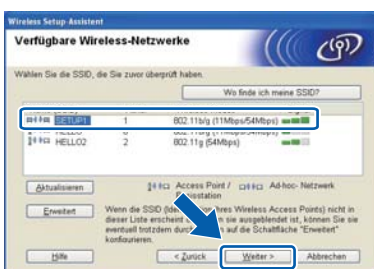 Wireless Setup-Assistent
Verfügbare Wireless-Netzwerke
Wählen Sie die SSID, die Sie zuvor überprüft haben.
Wo finde ich meine SSID?
SETUP1 1 802.11b/g (11Mbps/54Mbps)
HELLO2 2 802.11g (54Mbps)
Aktualisieren
Access Point / Ad-hoc- Netzwerk
Basisstation
Erweitert
Wenn die SSID Ihres Wireless Access Points) nicht in
dieser Liste erscheint sie ausgeblendet ist, können Sie sie
eventuell trotzdem auf die Schaltfläche "Erweitert"
konfigurieren.
Hilfe
< Zurück
Weiter >
Abbrechen